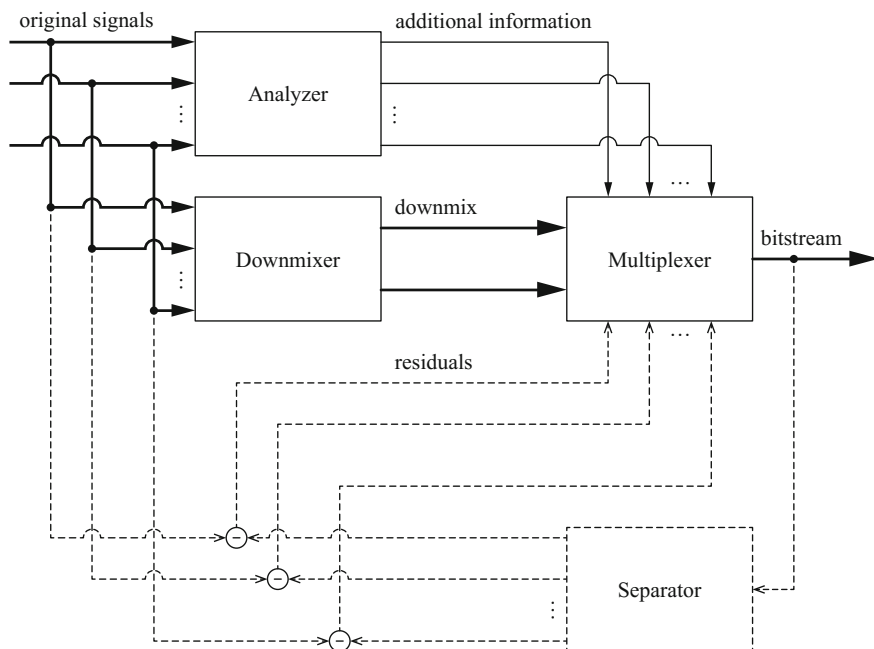 original signals
additional information
Analyzer
...
...
...
downmix
bitstream
Downmixer
Multiplexer
...
...
residuals
-
-
Separator
...
-